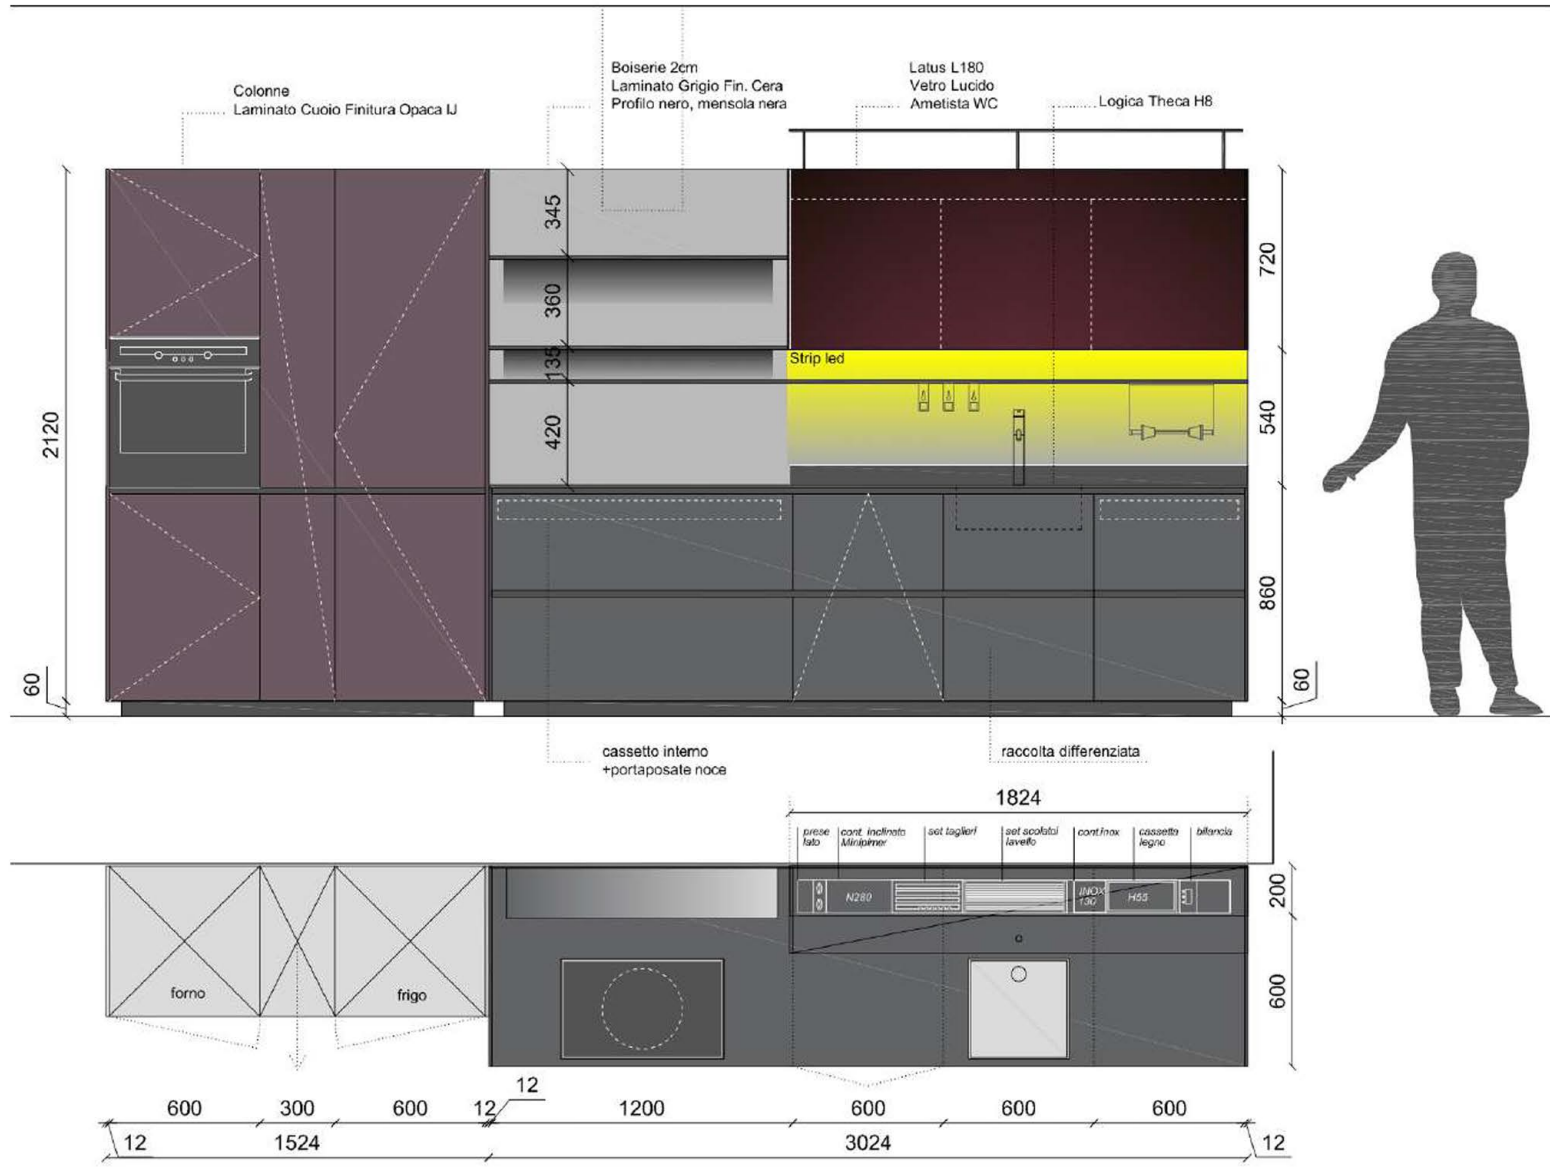 Colonne
Laminato Cuoio Finitura Opaca IJ
Boiserie 2cm
Laminato Grigio Fin. Cera
Profilo nero, mensola nera
Latus L180
Vetro Lucido
Ametista WC
Logica Theca H8
345
360
135
420
2120
60
720
540
860
60
Strip led
cassetto interno
+portaposate noce
raccolta differenziata
1824
prese
lato
cont. inclinato
Minipimer
set taglieri
set scolatoi
lavello
cont.inox
cassetta
legno
bilancia
N280
INOX
130
H55
200
600
forno
frigo
600
300
600
12
12
1200
600
600
600
12
1524
3024
12